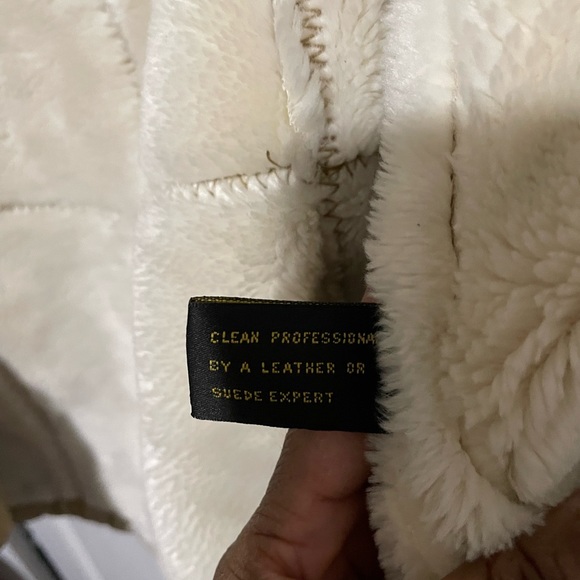 CLEAN PROFESSIONA
BY A LEATHER OR
SUEDE EXPERT